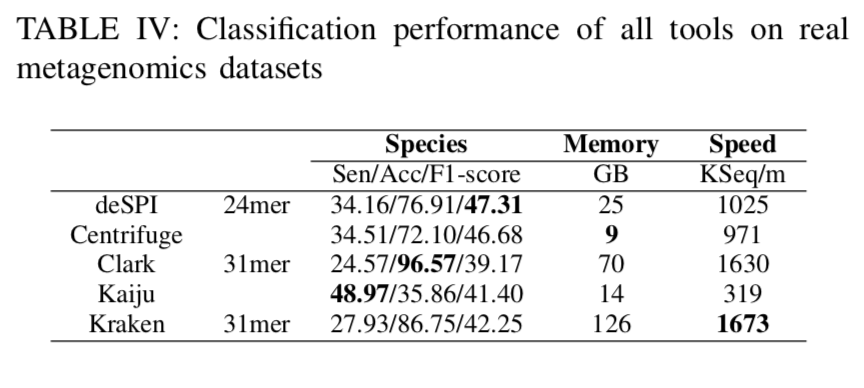 TABLE IV: Classification performance of all tools on real
metagenomics datasets
Species Memory Speed
Sen/Acc/F1-score GB KSeq/m
deSPI 24mer 34.16/76.91/47.31 25 1025
Centrifuge 34.51/72.10/46.68 9 971
Clark 31mer 24.57/96.57/39.17 70 1630
Kaiju 48.97/35.86/41.40 14 319
Kraken 31mer 27.93/86.75/42.25 126 1673